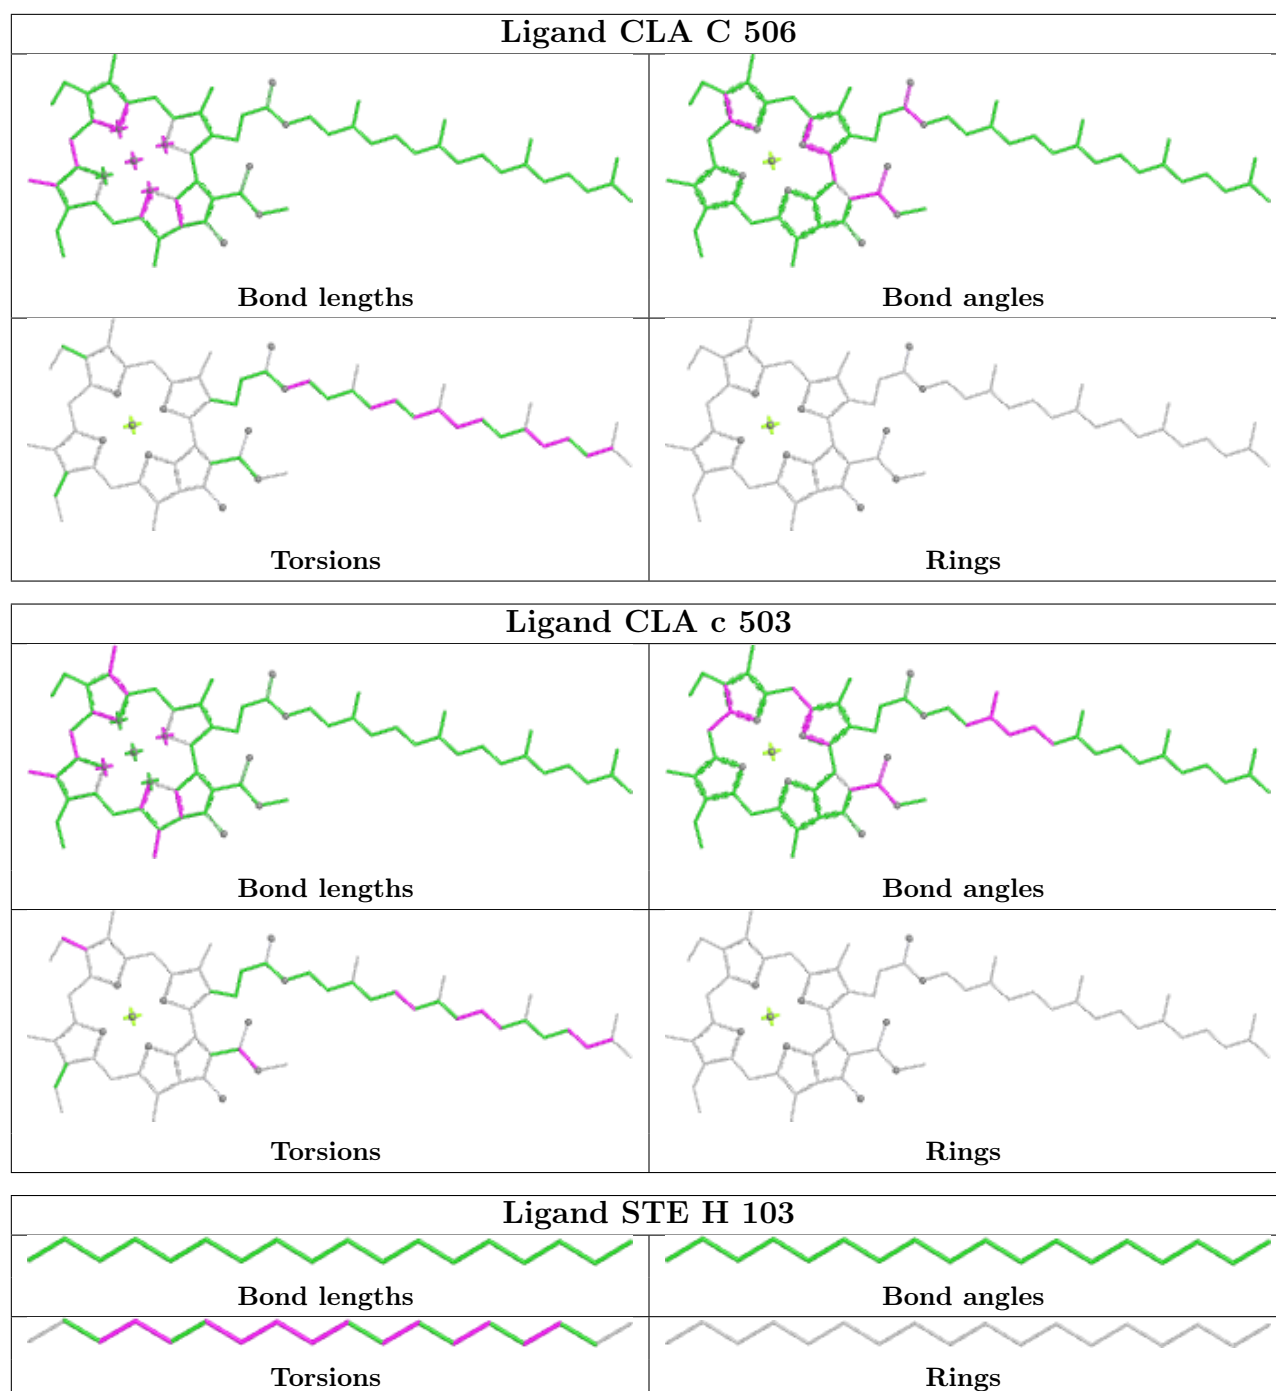 Ligand CLA C 506
Bond lengths
Bond angles
Torsions
Rings
Ligand CLA c 503
Bond lengths
Bond angles
Torsions
Rings
Ligand STE H 103
Bond lengths
Bond angles
Torsions
Rings